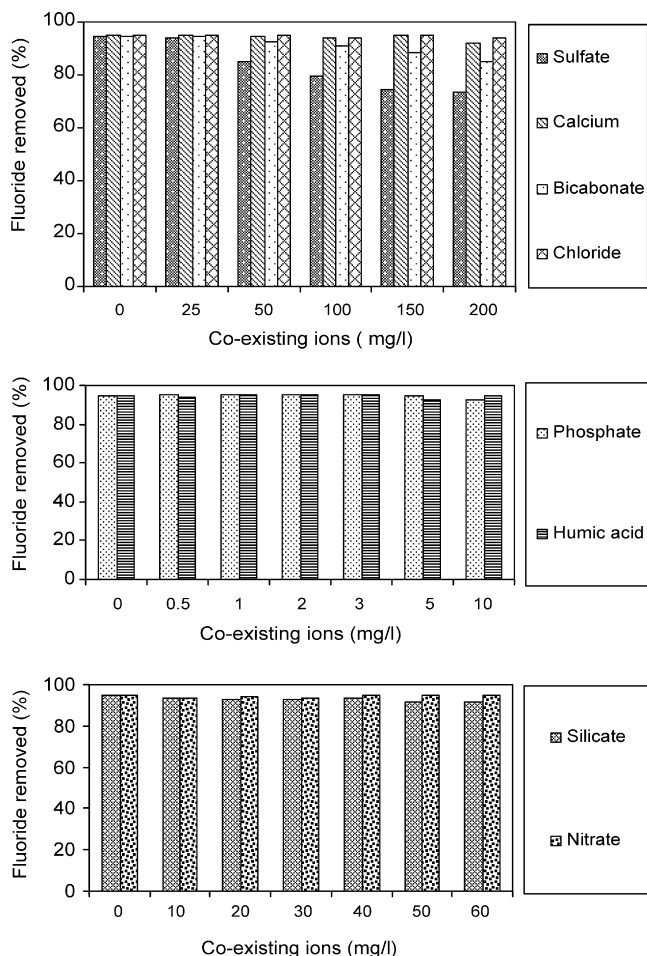 Fluoride removed (%)
100
80
60
40
20
0
0 25 50 100 150 200
Co-existing ions ( mg/l)
Sulfate
Calcium
Bicabonate
Chloride
Fluoride removed (%)
100
80
60
40
20
0
0 0.5 1 2 3 5 10
Co-existing ions (mg/l)
Phosphate
Humic acid
Fluoride removed (%)
100
80
60
40
20
0
0 10 20 30 40 50 60
Co-existing ions (mg/l)
Silicate
Nitrate